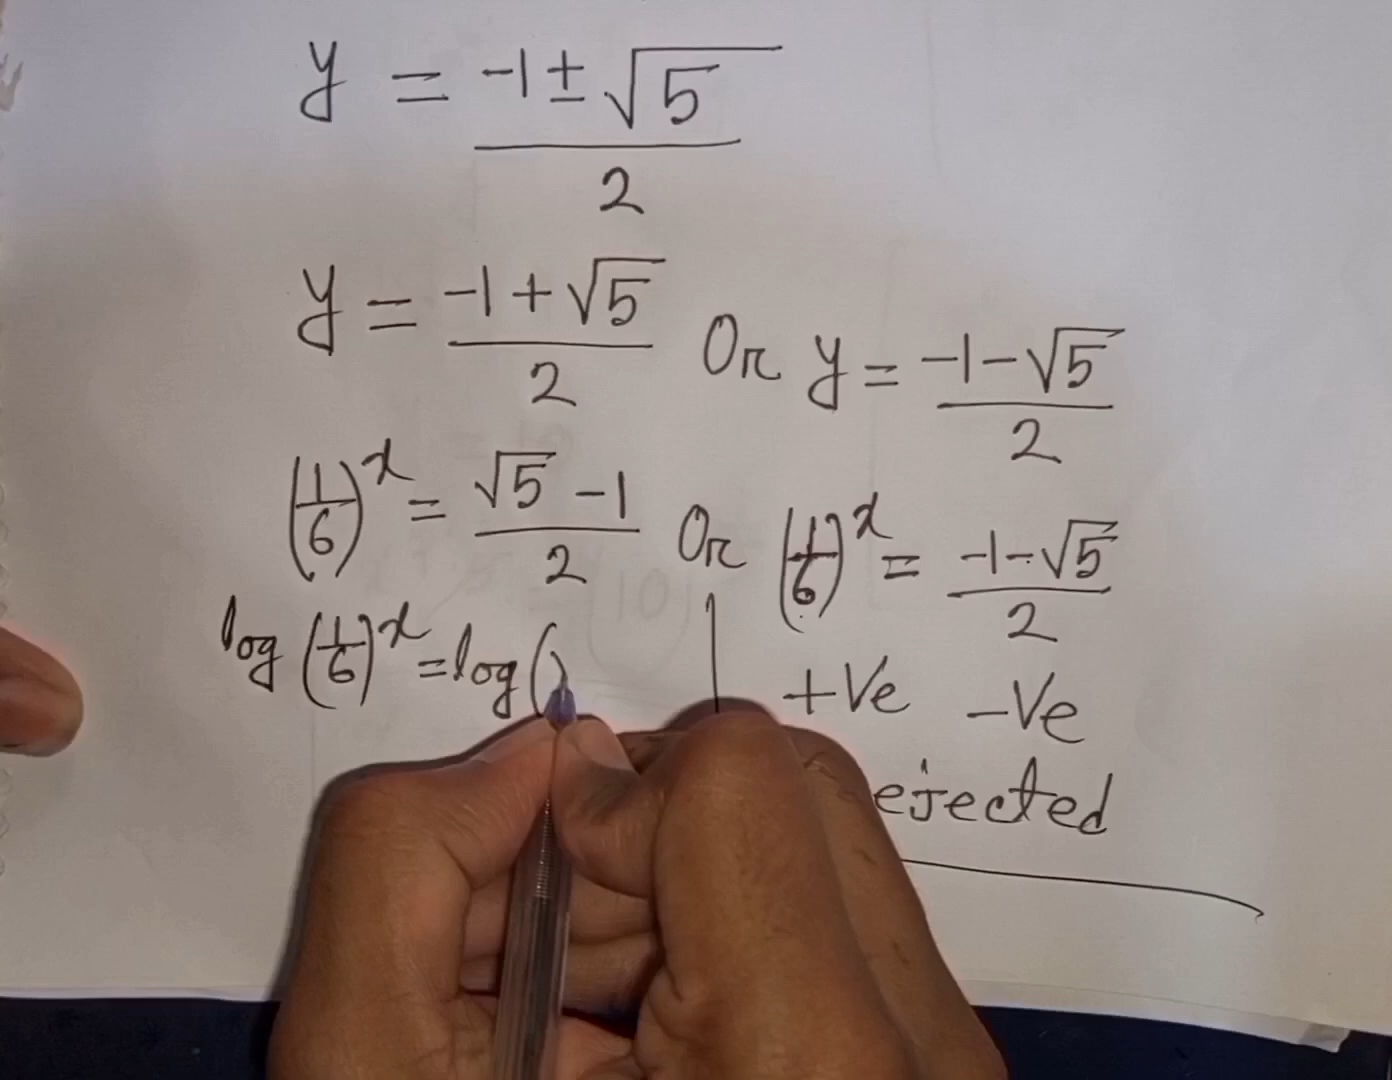 y = (-1 ± √5)/2
y = (-1 + √5)/2 Or y = (-1 - √5)/2
(1/6)^x = (√5 - 1)/2 Or (1/6)^x = (-1 - √5)/2
log (1/6)^x = log (
+Ve -Ve
ejected